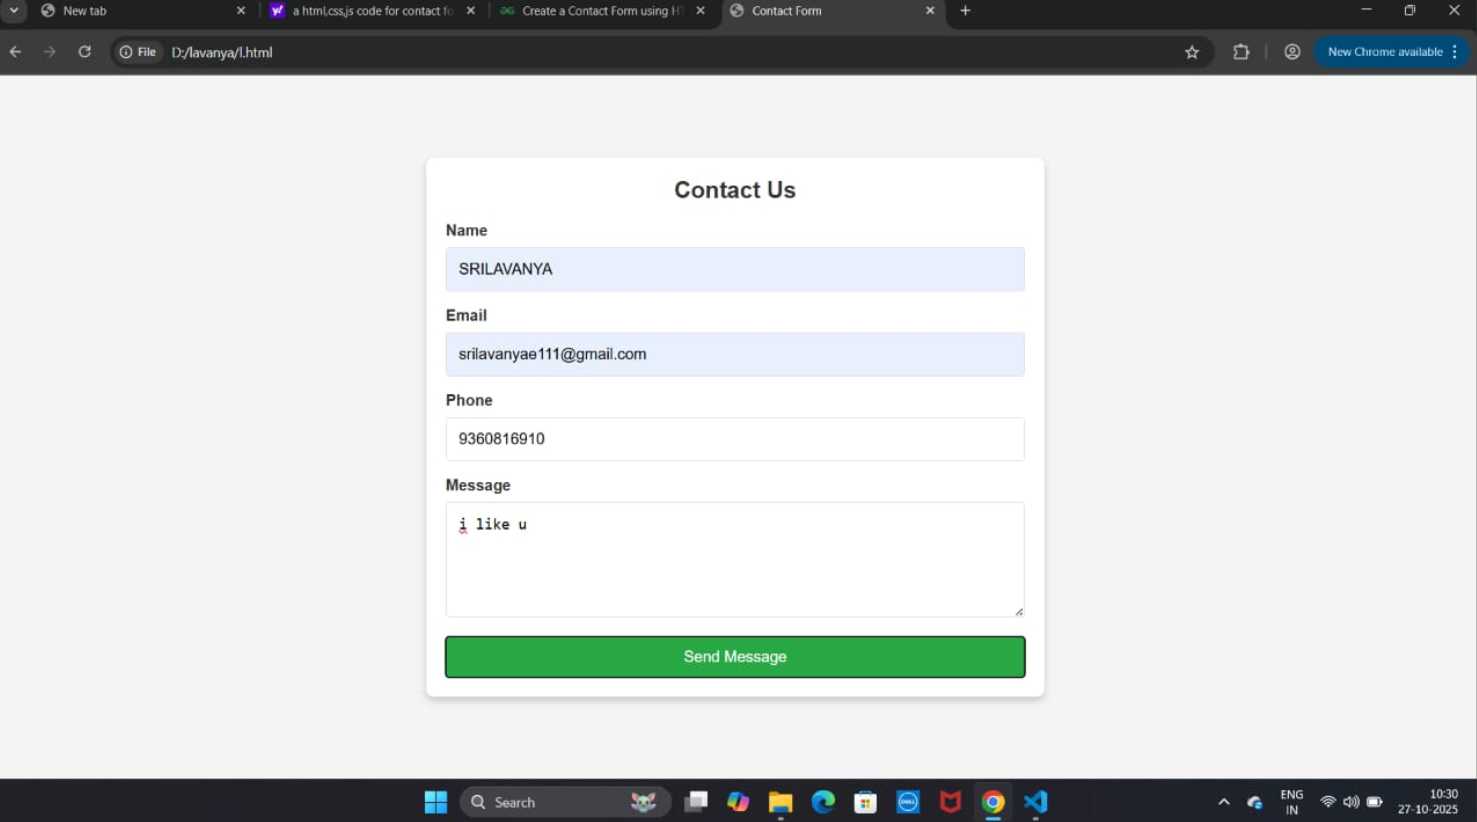 New tab
a html,css,js code for contact fo
Create a Contact Form using HT
Contact Form
File
D:/lavanya/l.html
New Chrome available
Contact Us
Name
SRILAVANYA
Email
srilavanyae111@gmail.com
Phone
9360816910
Message
i like u
Send Message
Search
ENG
IN
10:30
27-10-2025